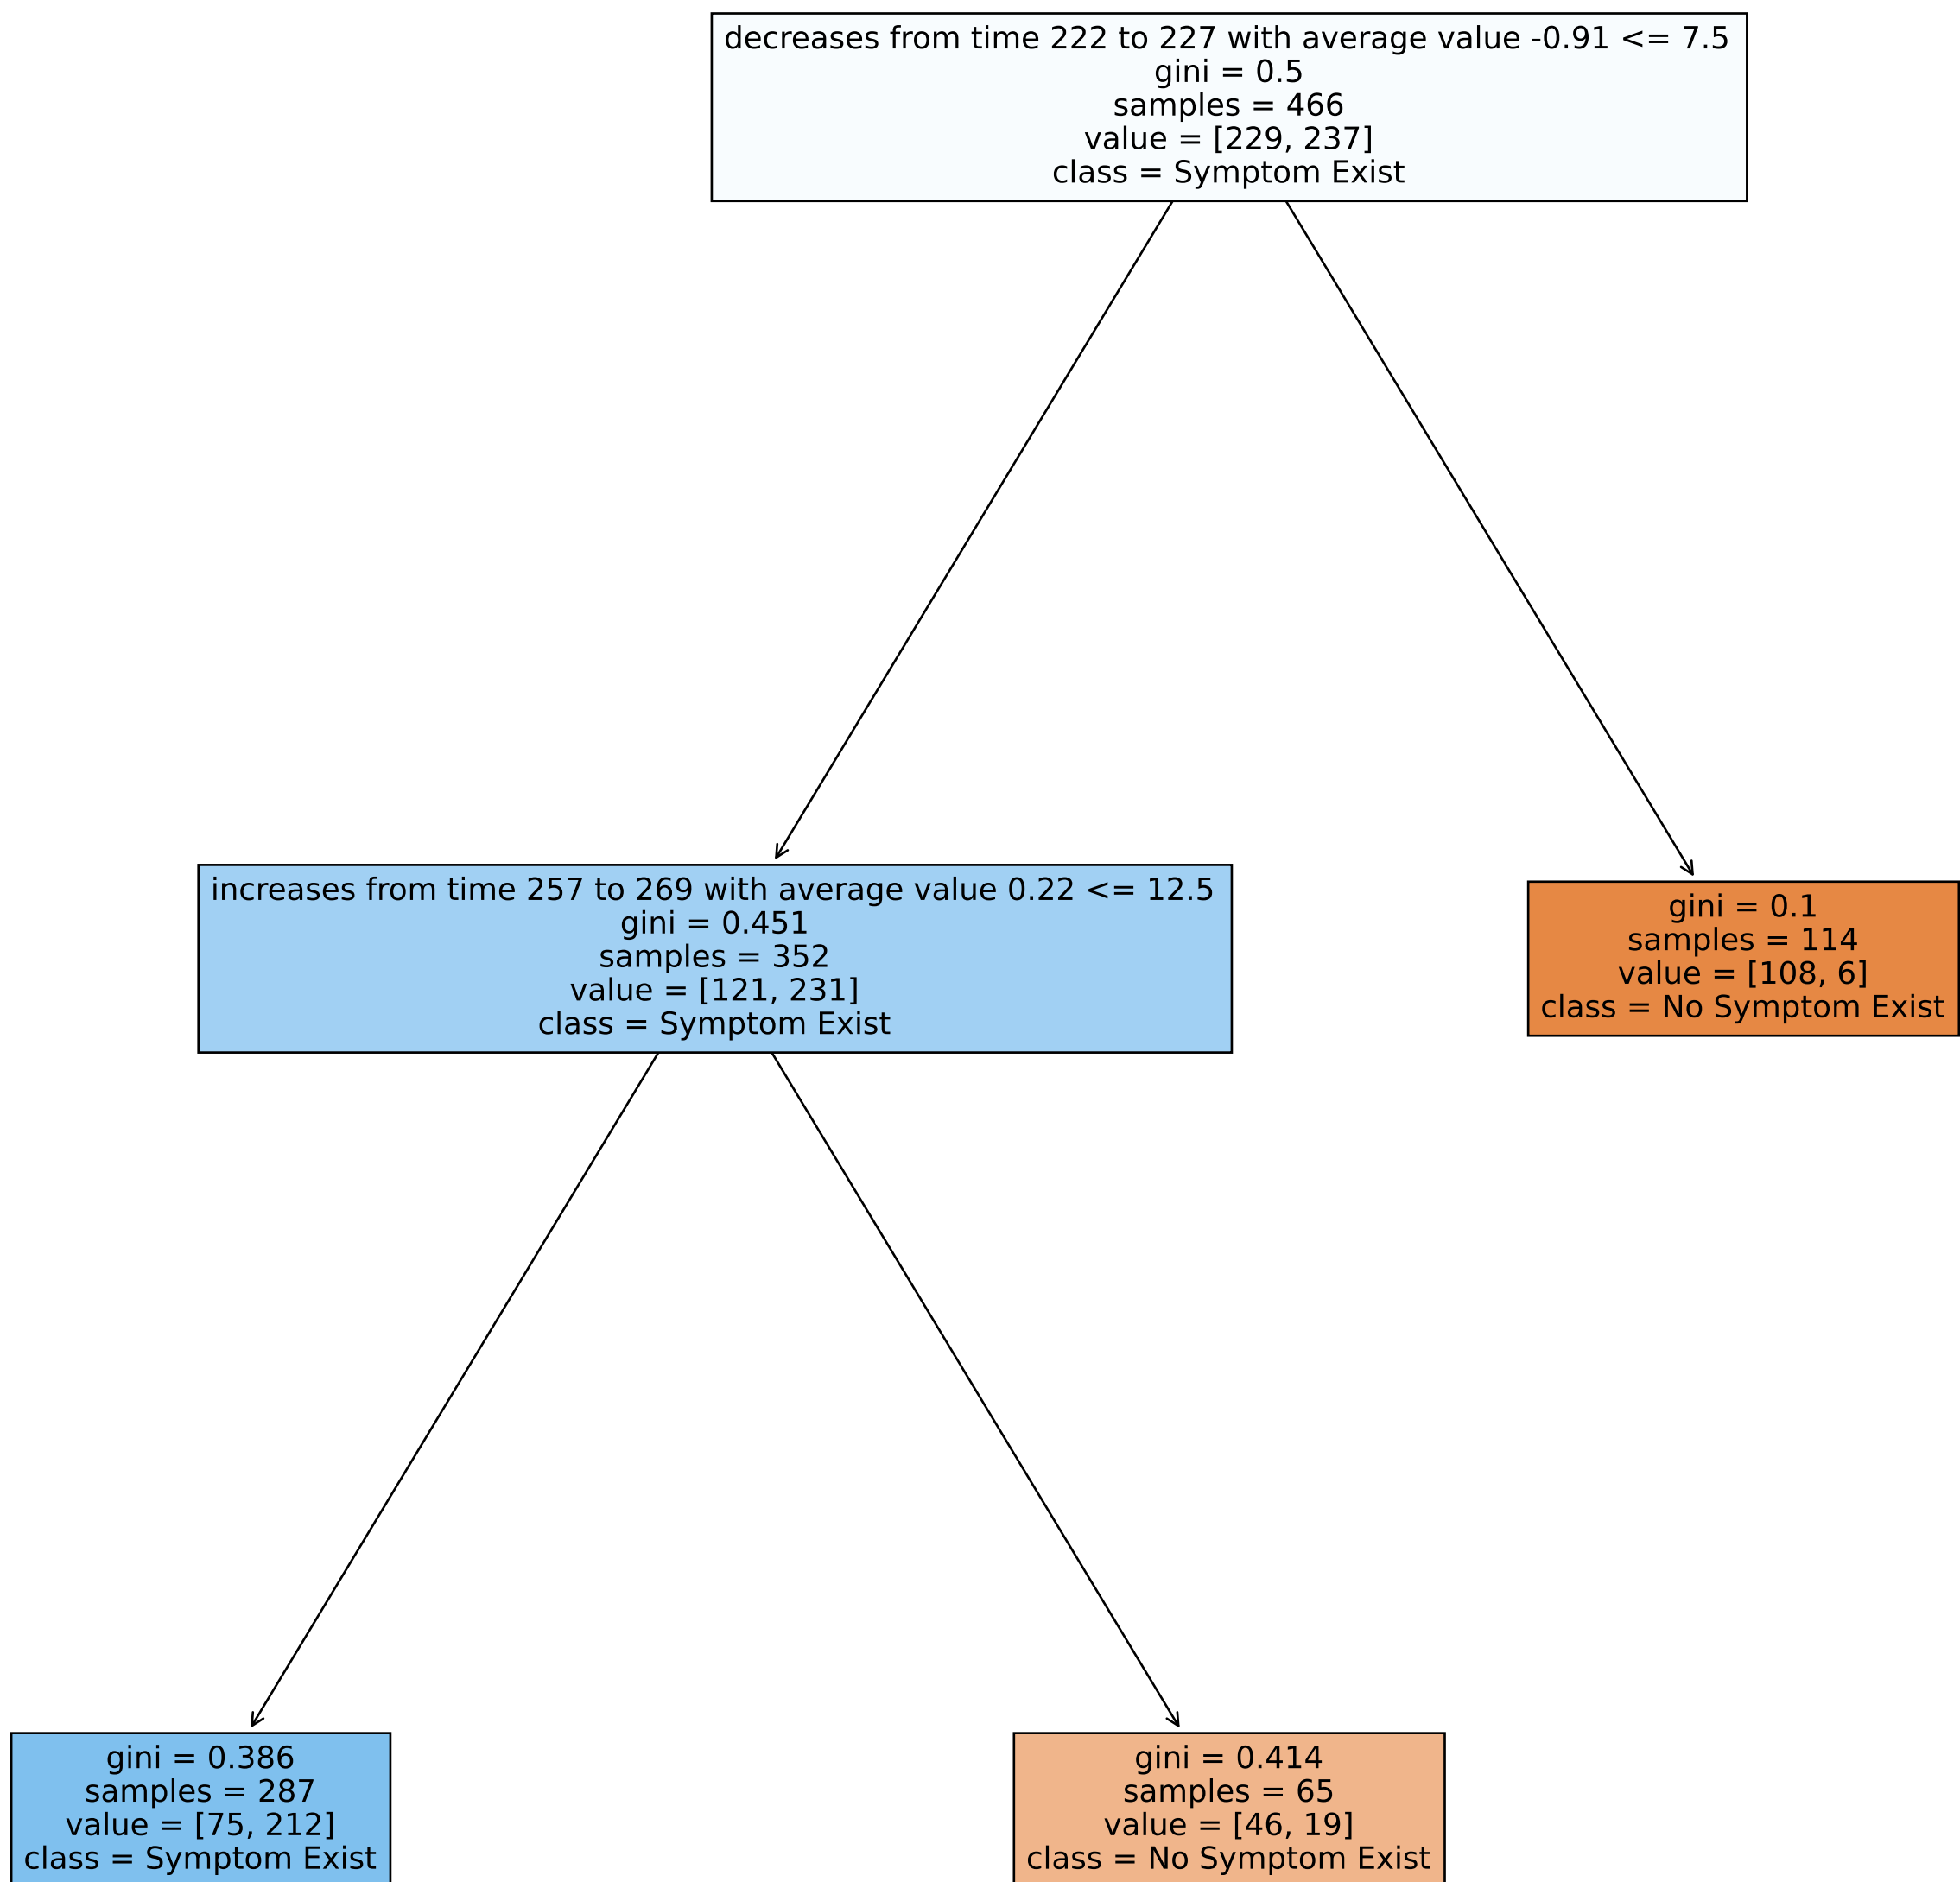 decreases from time 222 to 227 with average value -0.91 <= 7.5
gini = 0.5
samples = 466
value = [229, 237]
class = Symptom Exist
increases from time 257 to 269 with average value 0.22 <= 12.5
gini = 0.451
samples = 352
value = [121, 231]
class = Symptom Exist
gini = 0.1
samples = 114
value = [108, 6]
class = No Symptom Exist
gini = 0.386
samples = 287
value = [75, 212]
class = Symptom Exist
gini = 0.414
samples = 65
value = [46, 19]
class = No Symptom Exist